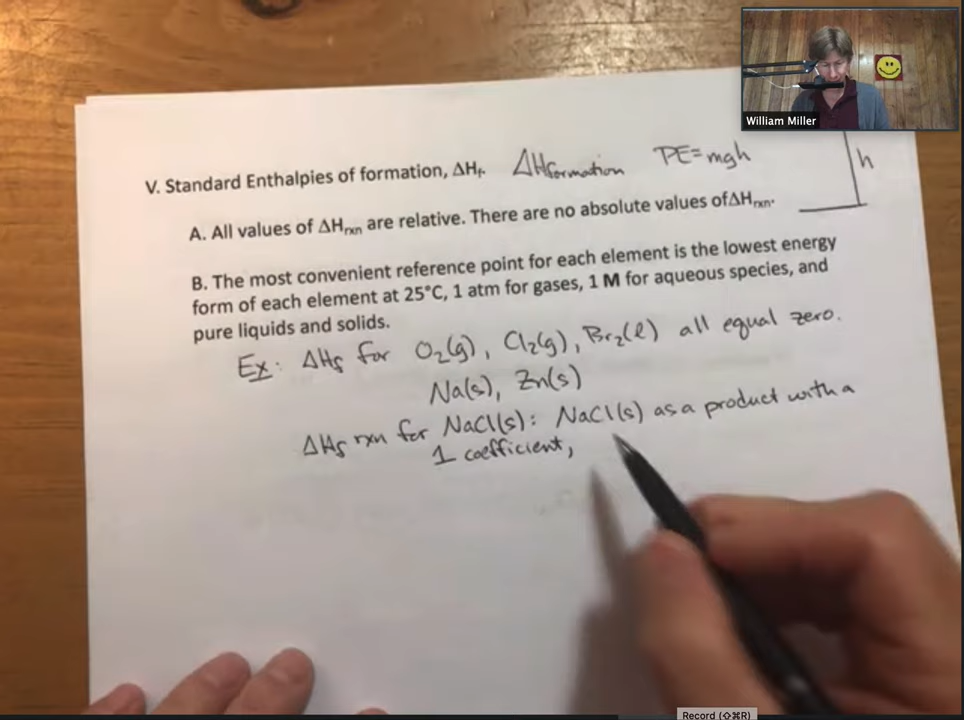 William Miller
V. Standard Enthalpies of formation, ΔHf. ΔHformation PE=mgh
h
A. All values of ΔHrxn are relative. There are no absolute values ofΔHrxn.
B. The most convenient reference point for each element is the lowest energy
form of each element at 25°C, 1 atm for gases, 1 M for aqueous species, and
pure liquids and solids.
Ex: ΔHf for O2(g), Cl2(g), Br2(l) all equal zero.
Na(s), Zn(s)
ΔHf rxn for NaCl(s): NaCl(s) as a product with a
1 coefficient,
Record (⇧⌘R)